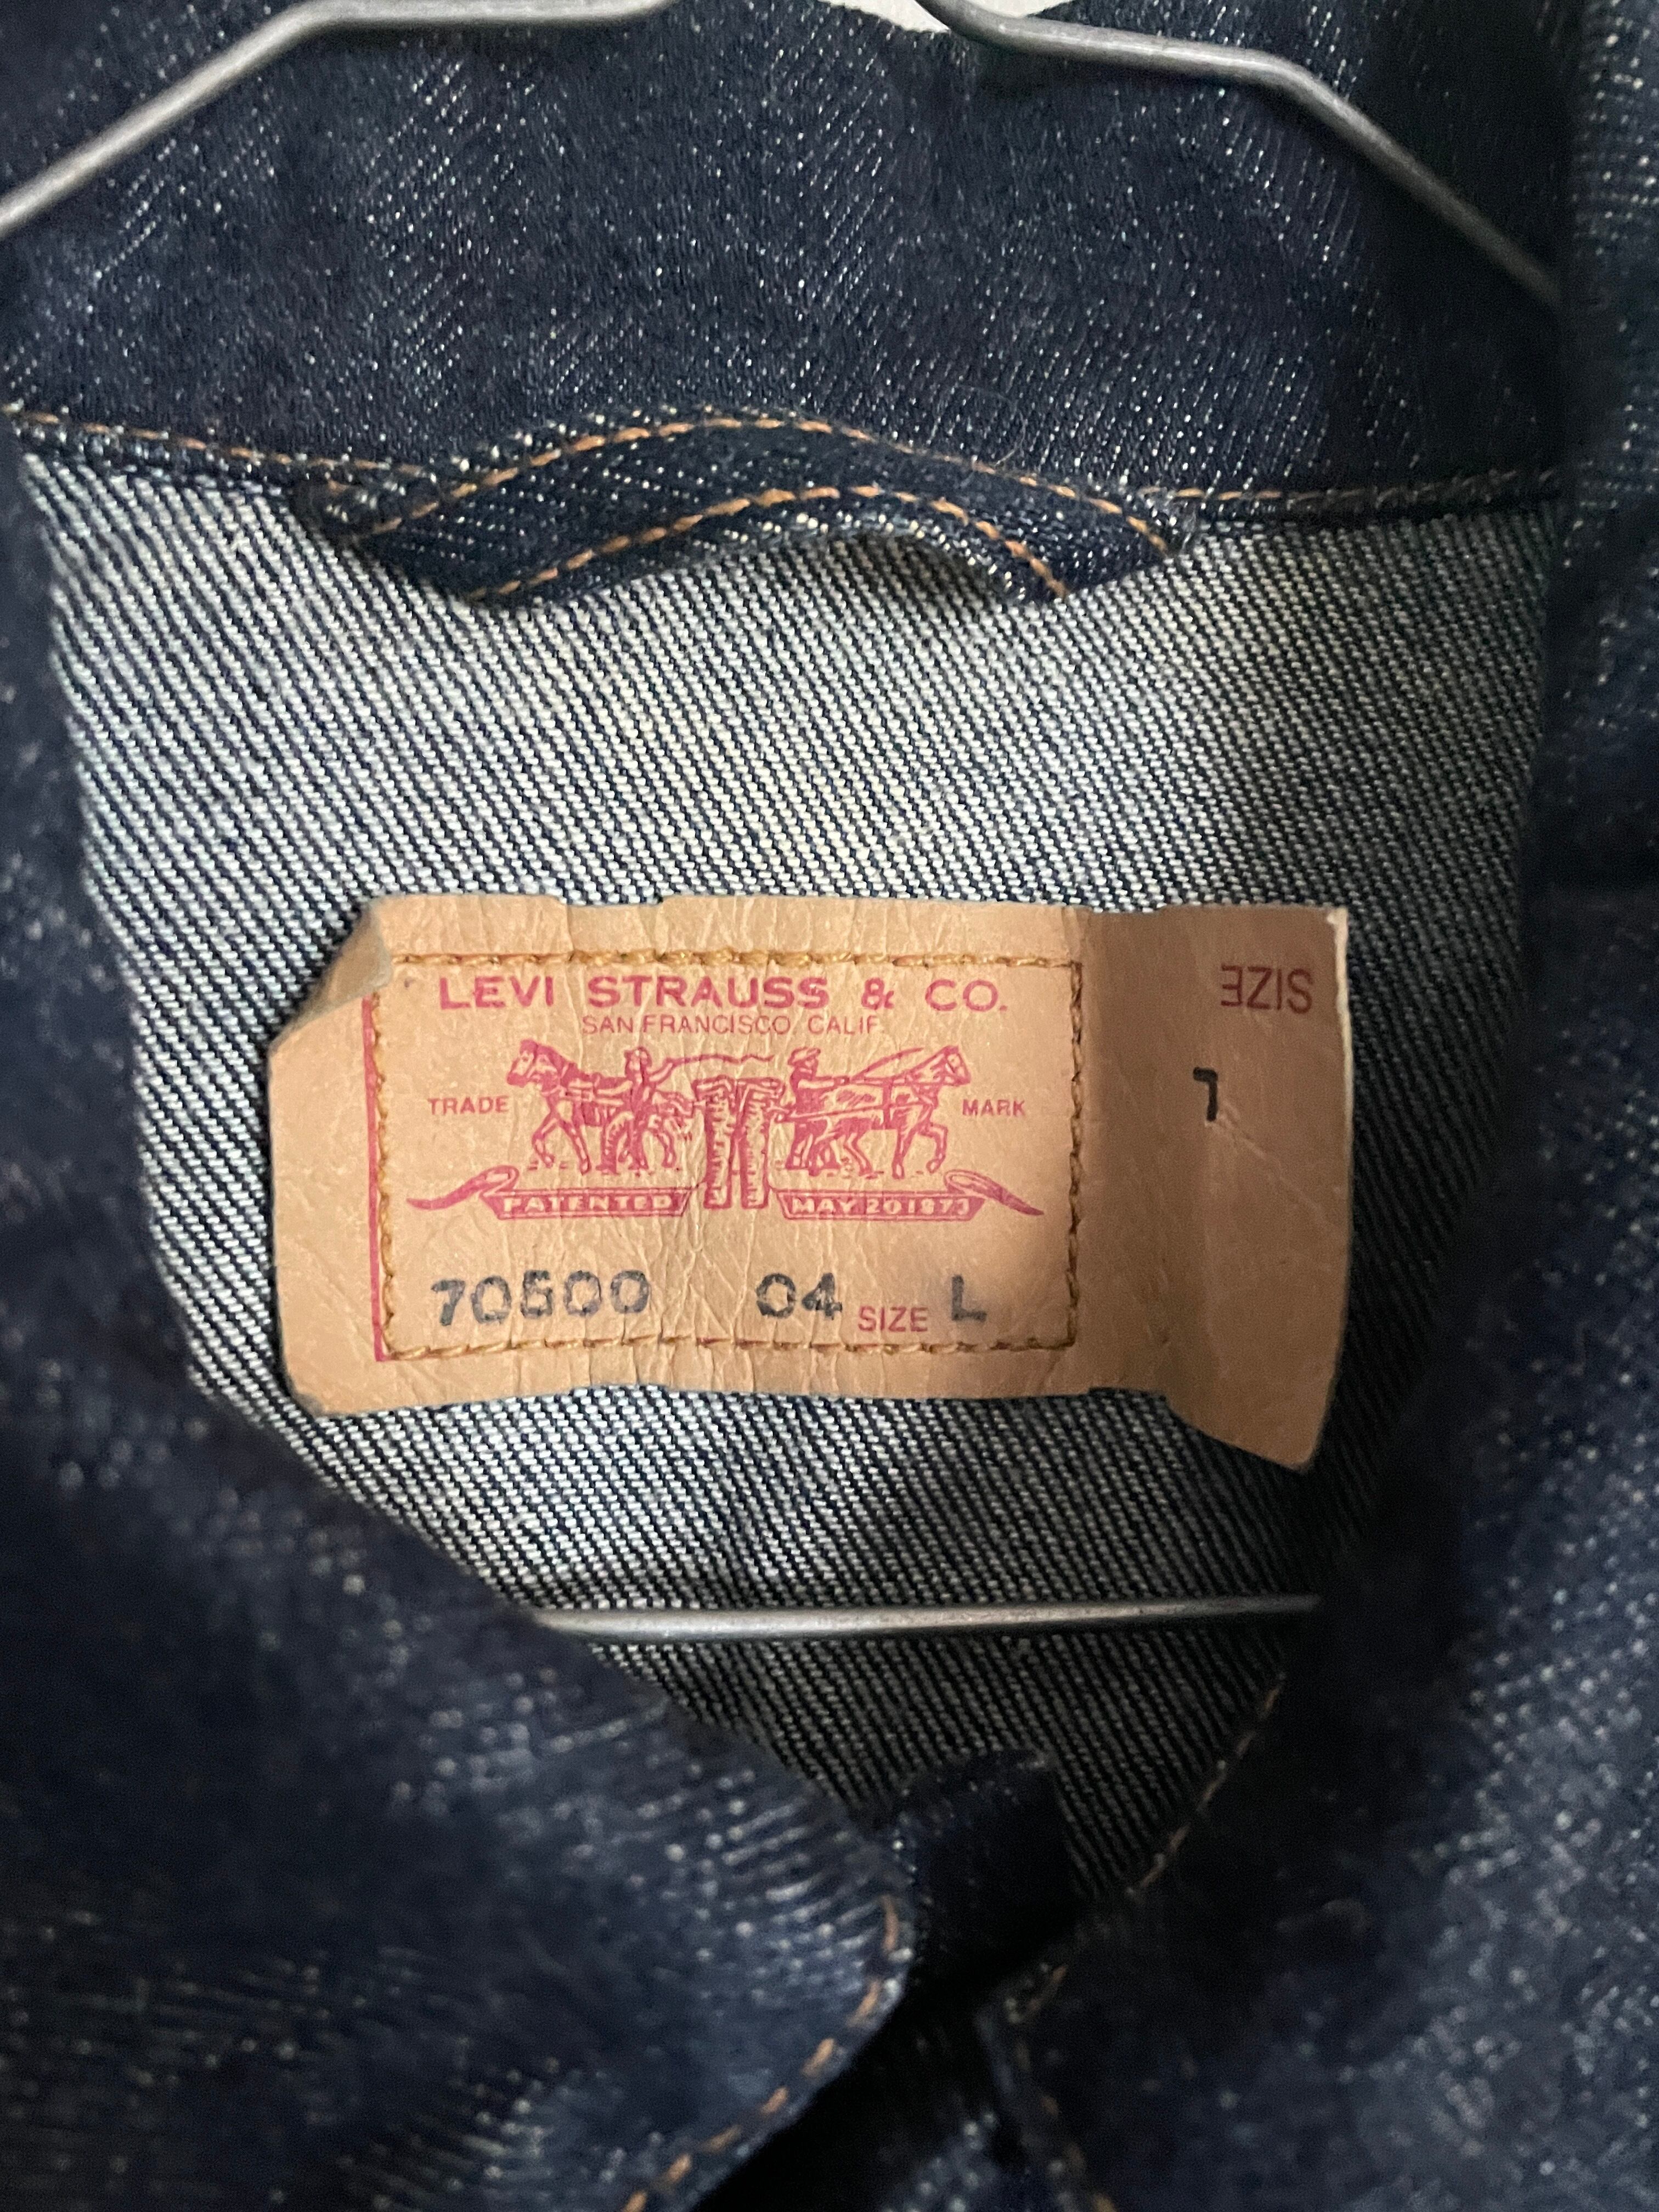 LEVI STRAUSS & CO.
SAN FRANCISCO, CALIF.
TRADE MARK
PATENTED MAY 20 1873
70500 04 SIZE L
SIZE
L